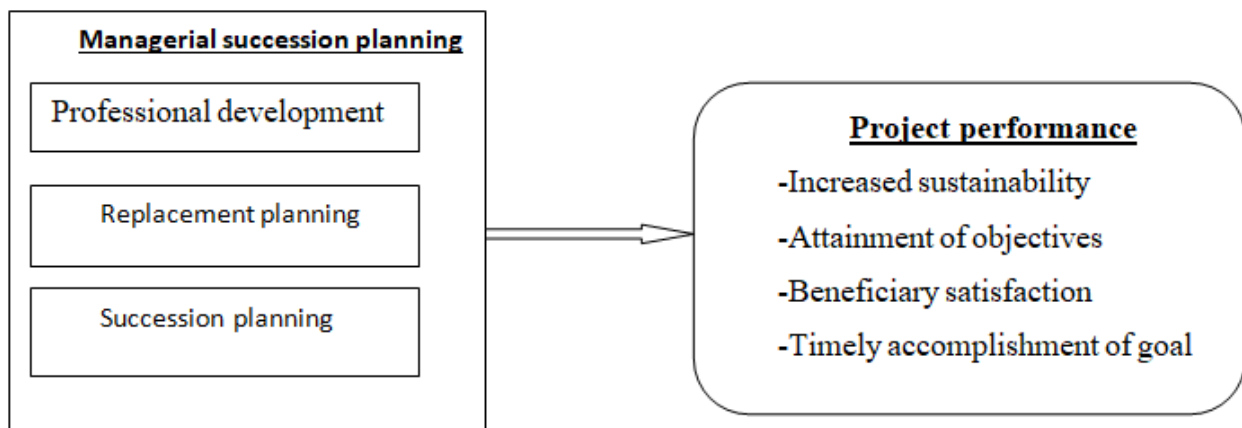 Managerial succession planning
Professional development
Replacement planning
Succession planning
Project performance
-Increased sustainability
-Attainment of objectives
-Beneficiary satisfaction
-Timely accomplishment of goal